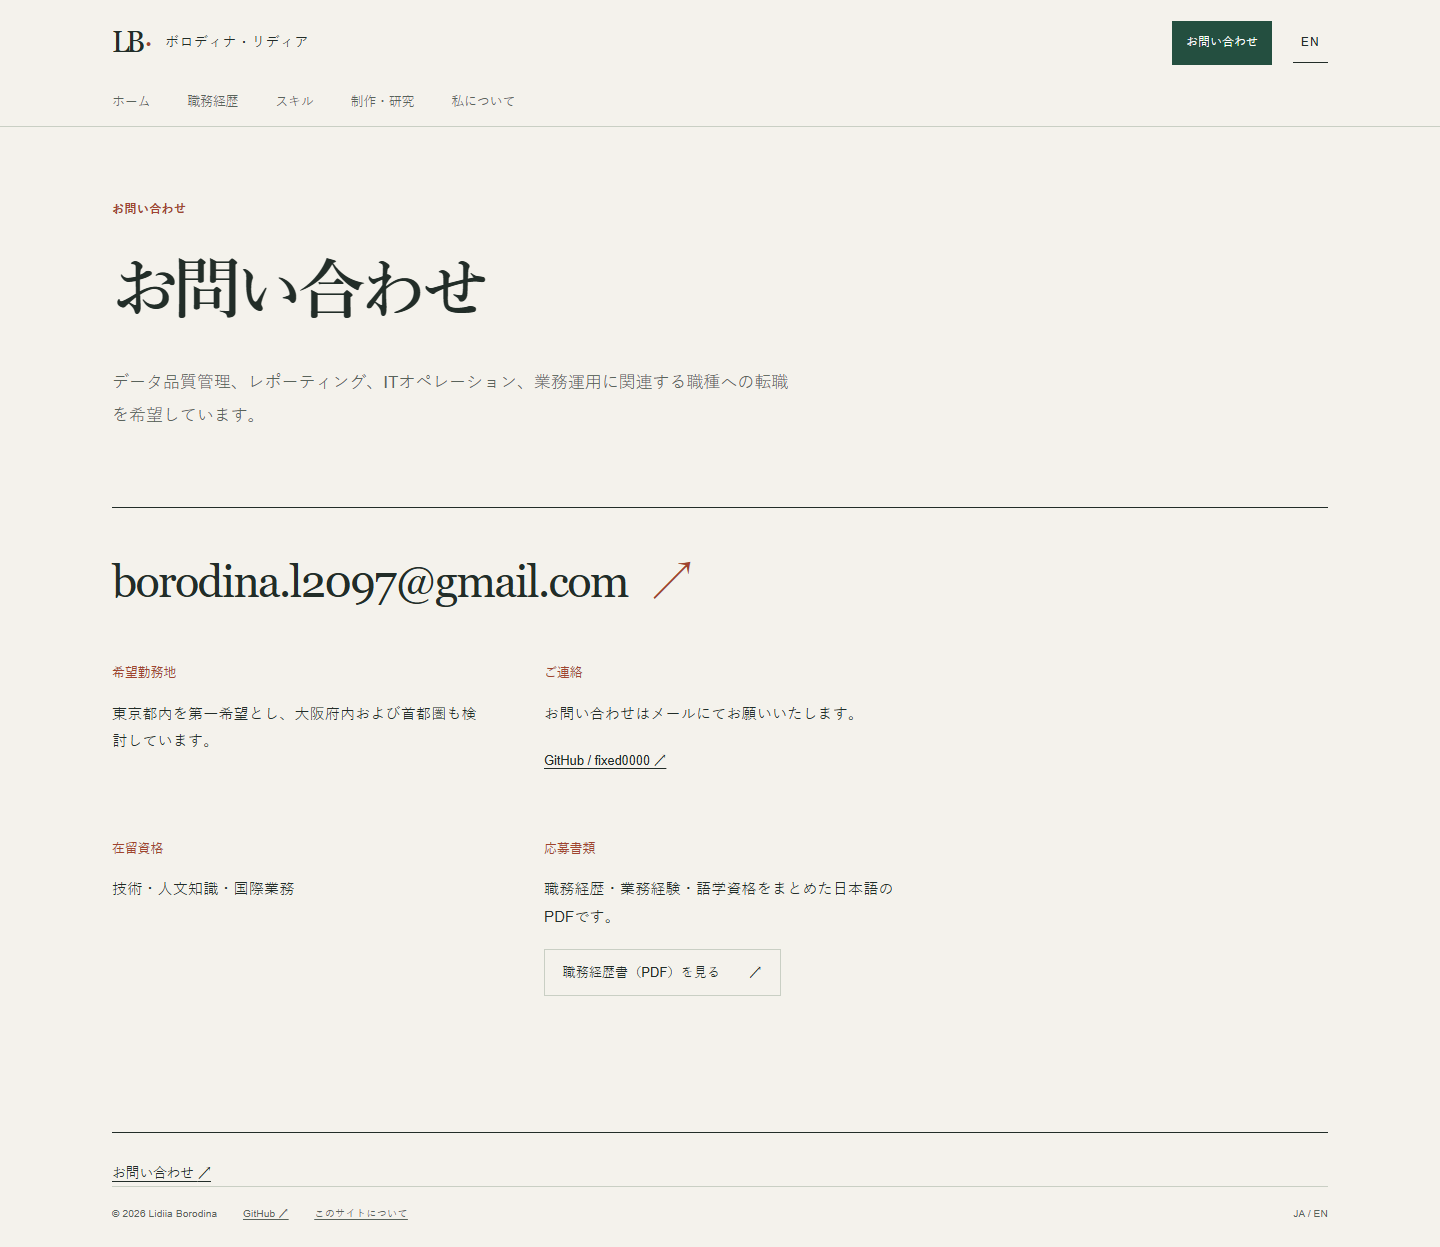 LB· ボロディナ・リディア
お問い合わせ
EN
ホーム 職務経歴 スキル 制作・研究 私について
お問い合わせ
お問い合わせ
データ品質管理、レポーティング、ITオペレーション、業務運用に関連する職種への転職
を希望しています。
borodina.l2097@gmail.com ↗
希望勤務地
東京都内を第一希望とし、大阪府内および首都圏も検
討しています。
ご連絡
お問い合わせはメールにてお願いいたします。
GitHub / fixed0000 ↗
在留資格
技術・人文知識・国際業務
応募書類
職務経歴・業務経験・語学資格をまとめた日本語の
PDFです。
職務経歴書（PDF）を見る ↗
お問い合わせ ↗
© 2026 Lidiia Borodina GitHub ↗ このサイトについて JA / EN